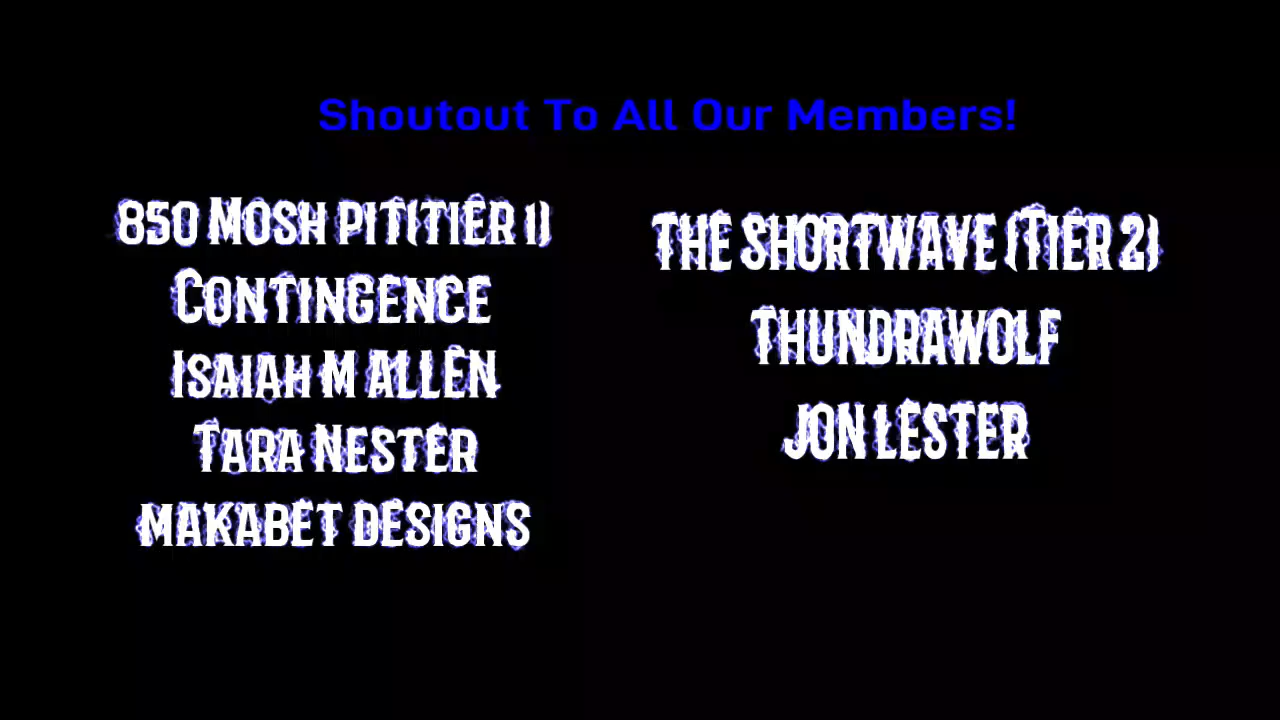 Shoutout To All Our Members!
850 Mosh pit(tier 1)
Contingence
Isaiah M Allen
Tara Nester
makabet designs
The Shortwave (Tier 2)
Thundrawolf
Jon Lester